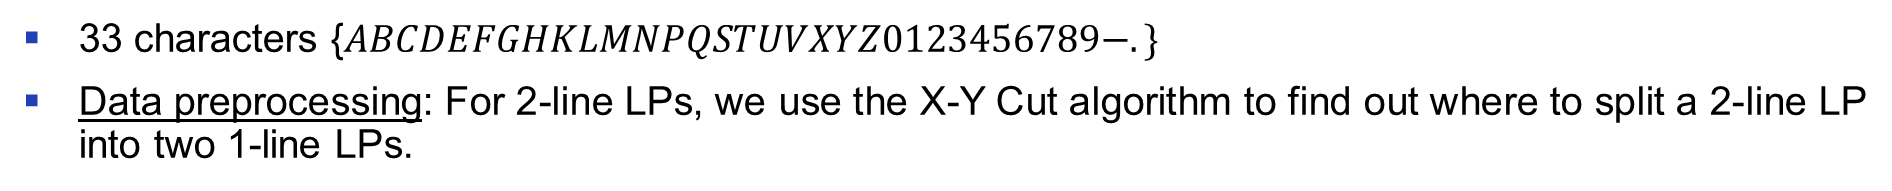 ▪ 33 characters {ABCDEFGHKLMNPQSTUVXYZ0123456789−.}
▪ Data preprocessing: For 2-line LPs, we use the X-Y Cut algorithm to find out where to split a 2-line LP
into two 1-line LPs.